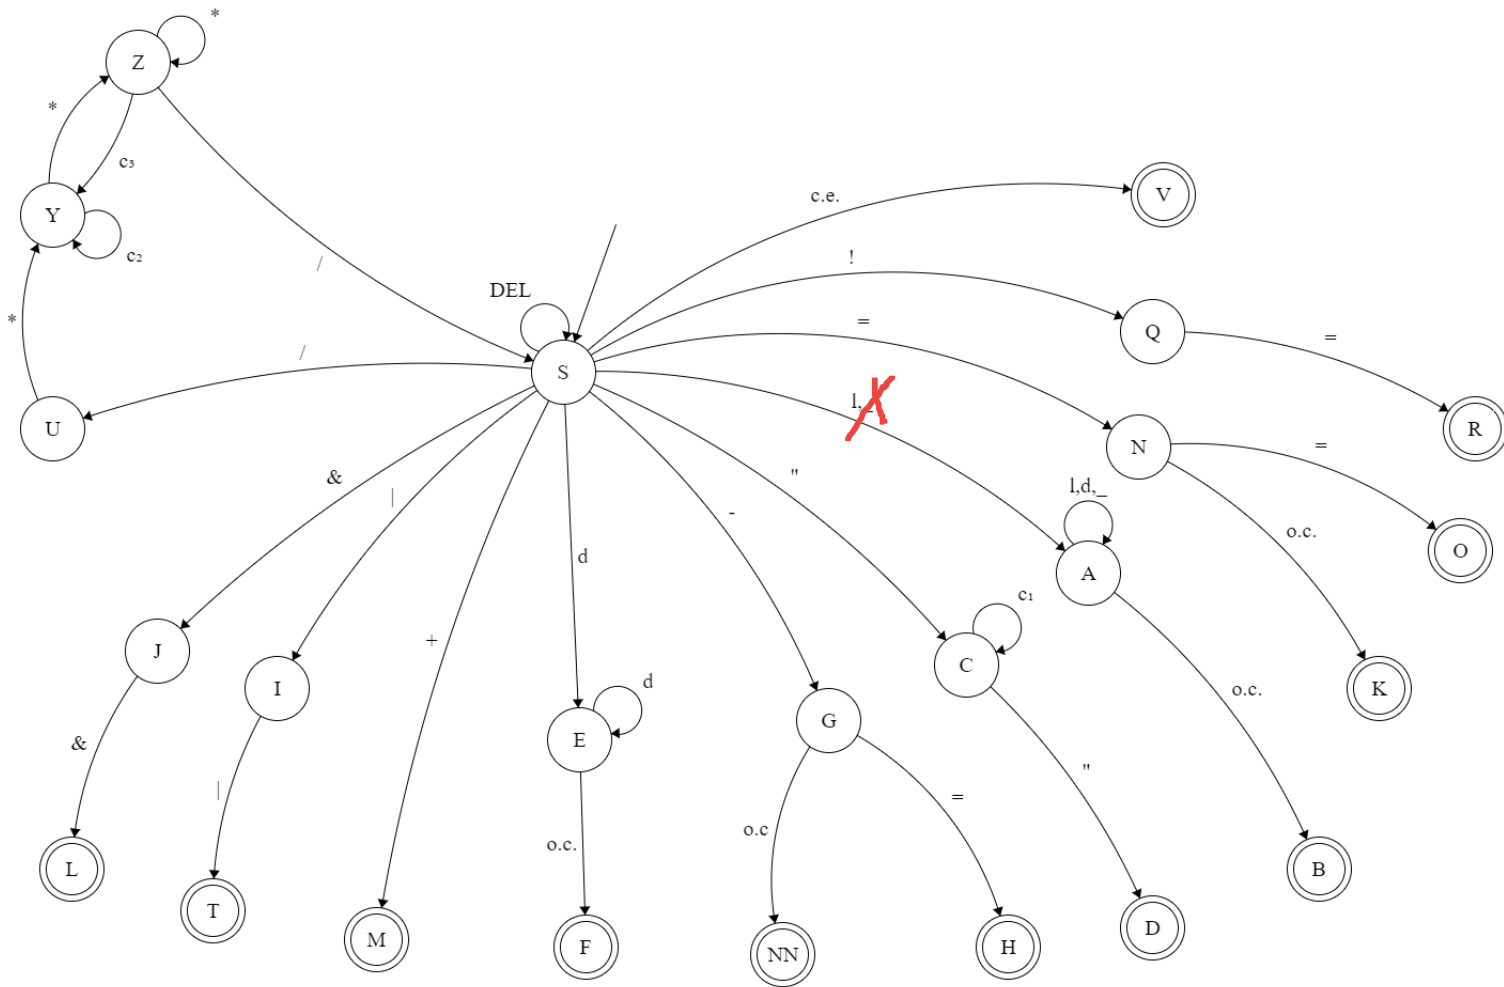 *
Z
*
c₃
Y
c₂
*
/
U
/
DEL
S
c.e.
V
!
Q
=
R
=
N
=
O
o.c.
K
l,_
l,d,_
A
o.c.
B
"
c₁
C
"
D
-
G
o.c
NN
=
H
d
E
d
o.c.
F
+
M
|
I
|
T
&
J
&
L